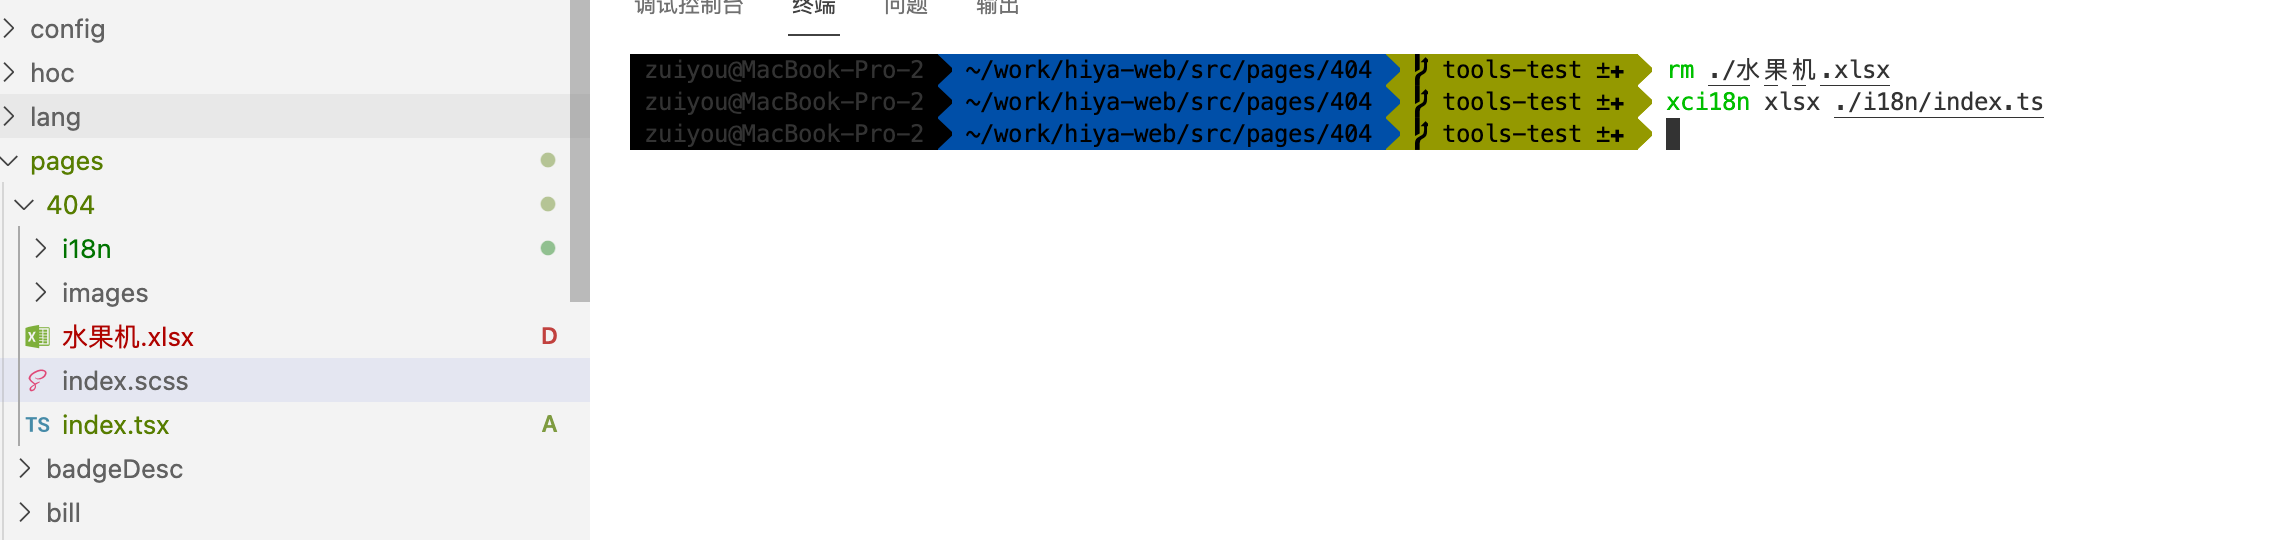 config
hoc
lang
pages
404
i18n
images
水果机.xlsx D
index.scss
TS index.tsx A
badgeDesc
bill
调试控制台 终端 问题 输出
zuiyou@MacBook-Pro-2 ~/work/hiya-web/src/pages/404 tools-test ±✚ rm ./水果机.xlsx
zuiyou@MacBook-Pro-2 ~/work/hiya-web/src/pages/404 tools-test ±✚ xci18n xlsx ./i18n/index.ts
zuiyou@MacBook-Pro-2 ~/work/hiya-web/src/pages/404 tools-test ±✚